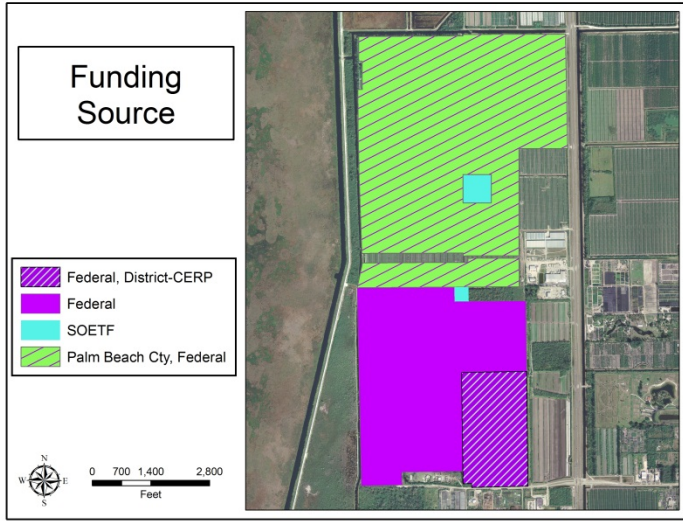 Funding
Source
Federal, District-CERP
Federal
SOETF
Palm Beach Cty, Federal
N
W E
S
0 700 1,400 2,800
Feet